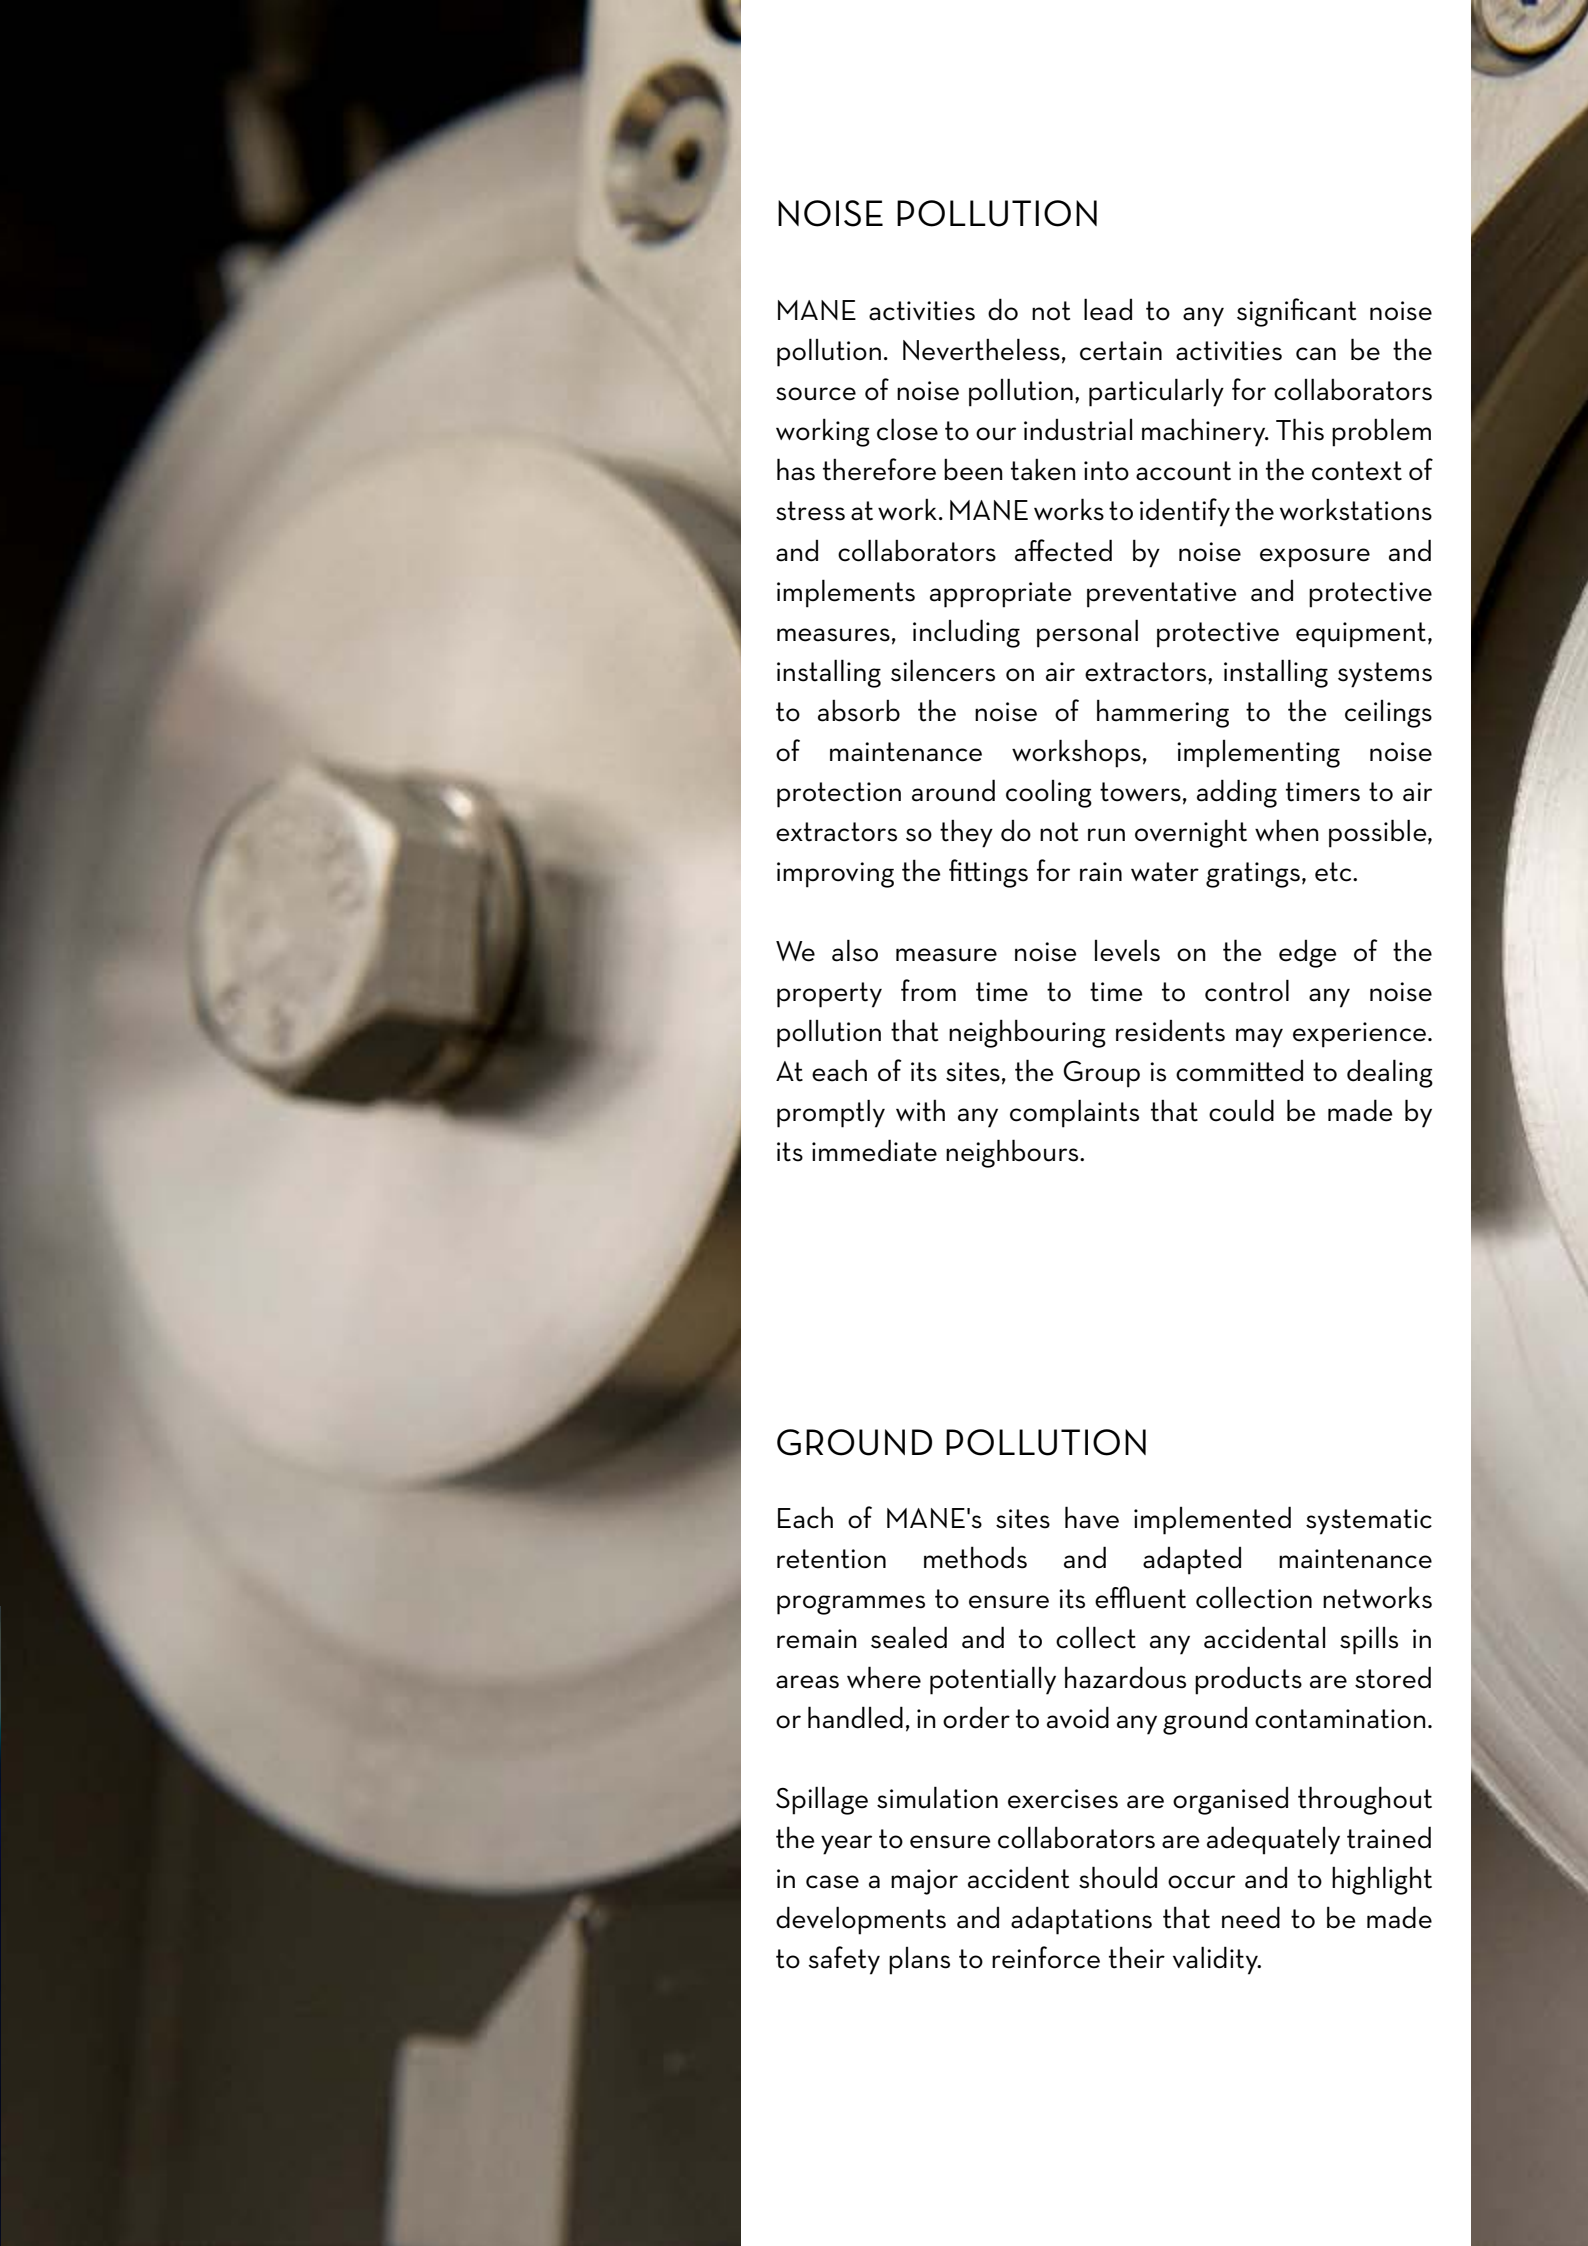 NOISE POLLUTION
MANE activities do not lead to any significant noise
pollution. Nevertheless, certain activities can be the
source of noise pollution, particularly for collaborators
working close to our industrial machinery. This problem
has therefore been taken into account in the context of
stress at work. MANE works to identify the workstations
and collaborators affected by noise exposure and
implements appropriate preventative and protective
measures, including personal protective equipment,
installing silencers on air extractors, installing systems
to absorb the noise of hammering to the ceilings
of maintenance workshops, implementing noise
protection around cooling towers, adding timers to air
extractors so they do not run overnight when possible,
improving the fittings for rain water gratings, etc.
We also measure noise levels on the edge of the
property from time to time to control any noise
pollution that neighbouring residents may experience.
At each of its sites, the Group is committed to dealing
promptly with any complaints that could be made by
its immediate neighbours.
GROUND POLLUTION
Each of MANE's sites have implemented systematic
retention methods and adapted maintenance
programmes to ensure its effluent collection networks
remain sealed and to collect any accidental spills in
areas where potentially hazardous products are stored
or handled, in order to avoid any ground contamination.
Spillage simulation exercises are organised throughout
the year to ensure collaborators are adequately trained
in case a major accident should occur and to highlight
developments and adaptations that need to be made
to safety plans to reinforce their validity.